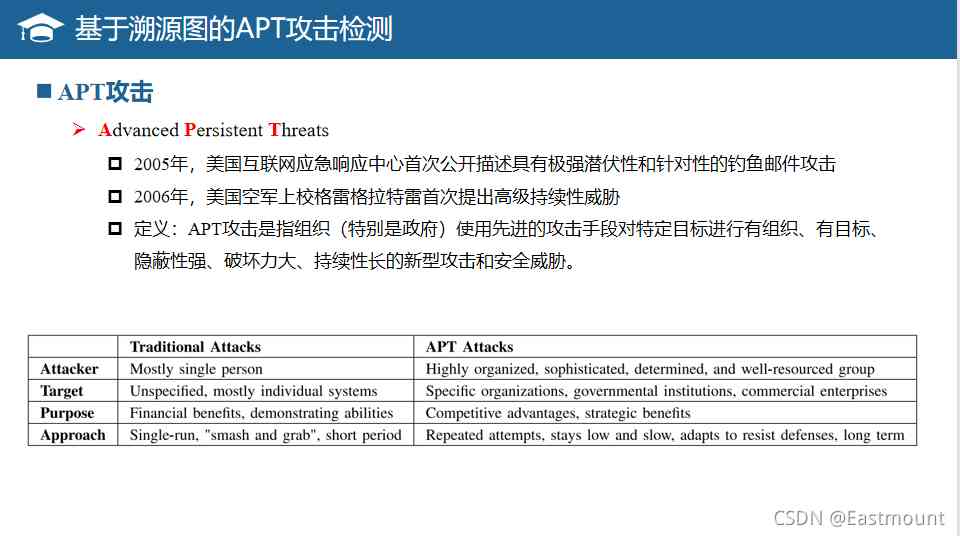 基于溯源图的APT攻击检测
APT攻击
Advanced Persistent Threats
2005年，美国互联网应急响应中心首次公开描述具有极强潜伏性和针对性的钓鱼邮件攻击
2006年，美国空军上校格雷格拉特雷首次提出高级持续性威胁
定义：APT攻击是指组织（特别是政府）使用先进的攻击手段对特定目标进行有组织、有目标、
隐蔽性强、破坏力大、持续性长的新型攻击和安全威胁。
Traditional Attacks APT Attacks
Attacker Mostly single person Highly organized, sophisticated, determined, and well-resourced group
Target Unspecified, mostly individual systems Specific organizations, governmental institutions, commercial enterprises
Purpose Financial benefits, demonstrating abilities Competitive advantages, strategic benefits
Approach Single-run, "smash and grab", short period Repeated attempts, stays low and slow, adapts to resist defenses, long term
CSDN @Eastmount